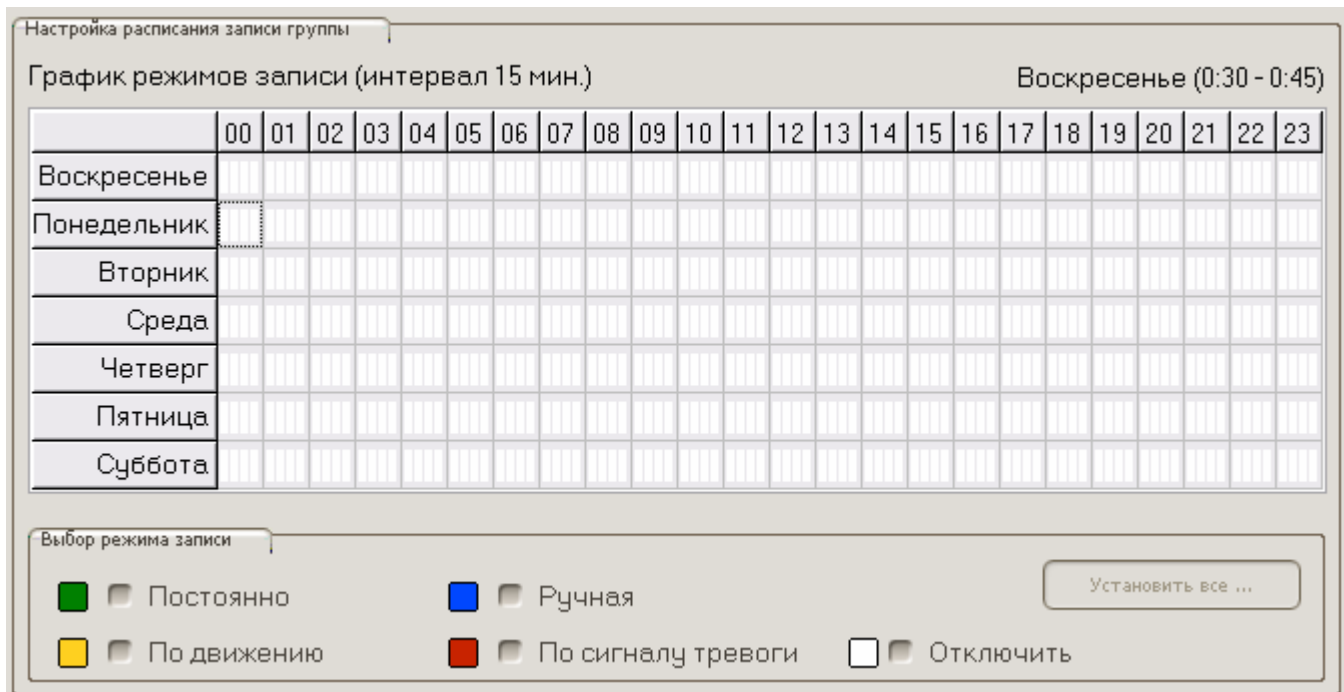 Настройка расписания записи группы
График режимов записи (интервал 15 мин.) Воскресенье (0:30 - 0:45)
00 01 02 03 04 05 06 07 08 09 10 11 12 13 14 15 16 17 18 19 20 21 22 23
Воскресенье
Понедельник
Вторник
Среда
Четверг
Пятница
Суббота
Выбор режима записи
Постоянно Ручная Установить все ...
По движению По сигналу тревоги Отключить